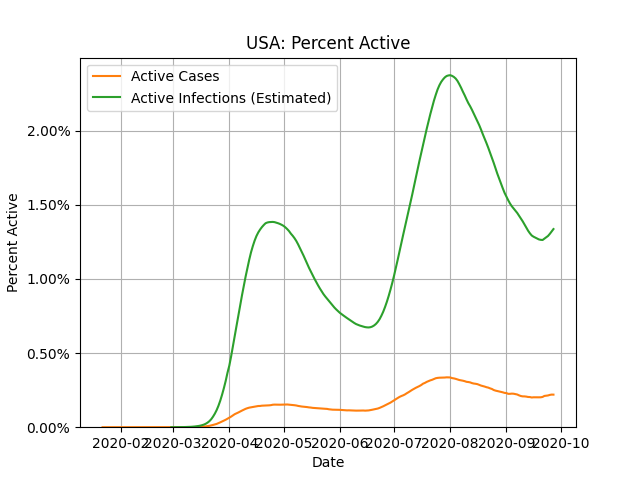 USA: Percent Active
Active Cases
Active Infections (Estimated)
2.00%
1.50%
1.00%
0.50%
0.00%
Percent Active
2020-02 2020-03 2020-04 2020-05 2020-06 2020-07 2020-08 2020-09 2020-10
Date